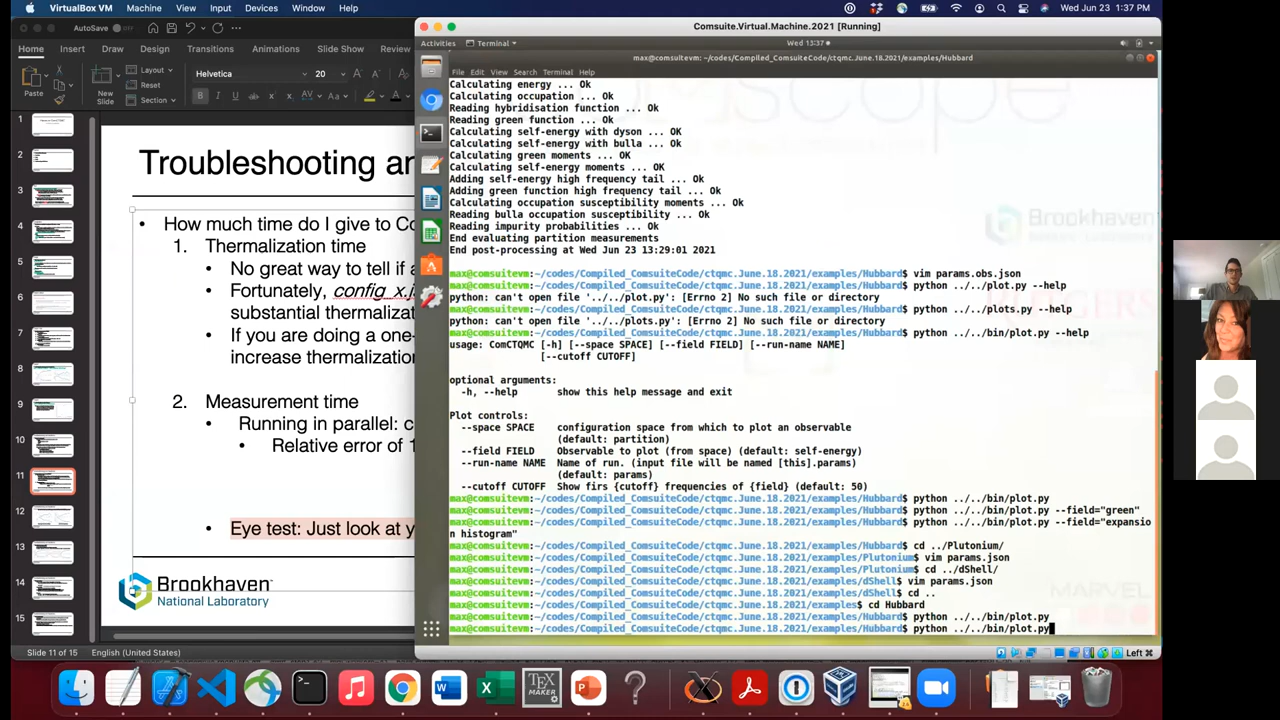 VirtualBox VM Machine View Input Devices Window Help Wed Jun 23 1:37 PM
AutoSave
Comsuite.Virtual.Machine.2021 [Running]
Home Insert Draw Design Transitions Animations Slide Show
Activities Terminal Wed 13:37
max@comsuitevm: ~/codes/Compiled_ComsuiteCode/ctqmc.June.18.2021/examples/Hubbard
File Edit View Search Terminal Help
Paste
New Slide
Layout
Reset
Section
Helvetica 20
Calculating energy ... Ok
Calculating occupation ... Ok
Reading hybridisation function ... Ok
Reading green function ... Ok
Calculating self-energy with dyson ... OK
Calculating self-energy with bulla ... OK
Calculating green moments ... OK
Calculating self-energy moments ... OK
Adding self-energy high frequency tail ... Ok
Adding green function high frequency tail ... Ok
Calculating occupation susceptibility moments ... Ok
Reading bulla occupation susceptibility ... Ok
Reading impurity probabilities ... Ok
End evaluating partition measurements
End post-processing at Wed Jun 23 13:29:01 2021
max@comsuitevm:~/codes/Compiled_ComsuiteCode/ctqmc.June.18.2021/examples/Hubbard$ vim params.obs.json
max@comsuitevm:~/codes/Compiled_ComsuiteCode/ctqmc.June.18.2021/examples/Hubbard$ python ../../plot.py --help
python: can't open file '../../plot.py': [Errno 2] No such file or directory
max@comsuitevm:~/codes/Compiled_ComsuiteCode/ctqmc.June.18.2021/examples/Hubbard$ python ../../plots.py --help
python: can't open file '../../plots.py': [Errno 2] No such file or directory
max@comsuitevm:~/codes/Compiled_ComsuiteCode/ctqmc.June.18.2021/examples/Hubbard$ python ../../bin/plot.py --help
usage: ComCTQMC [-h] [--space SPACE] [--field FIELD] [--run-name NAME]
[--cutoff CUTOFF]
optional arguments:
-h, --help show this help message and exit
Plot controls:
--space SPACE configuration space from which to plot an observable
(default: partition)
--field FIELD Observable to plot (from space) (default: self-energy)
--run-name NAME Name of run. (input file will be named [this].params)
(default: params)
--cutoff CUTOFF Show firs {cutoff} frequencies of {field} (default: 50)
max@comsuitevm:~/codes/Compiled_ComsuiteCode/ctqmc.June.18.2021/examples/Hubbard$ python ../../bin/plot.py
max@comsuitevm:~/codes/Compiled_ComsuiteCode/ctqmc.June.18.2021/examples/Hubbard$ python ../../bin/plot.py --field="green"
max@comsuitevm:~/codes/Compiled_ComsuiteCode/ctqmc.June.18.2021/examples/Hubbard$ python ../../bin/plot.py --field="expansio
n histogram"
max@comsuitevm:~/codes/Compiled_ComsuiteCode/ctqmc.June.18.2021/examples/Hubbard$ cd ../Plutonium/
max@comsuitevm:~/codes/Compiled_ComsuiteCode/ctqmc.June.18.2021/examples/Plutonium$ vim params.json
max@comsuitevm:~/codes/Compiled_ComsuiteCode/ctqmc.June.18.2021/examples/Plutonium$ cd ../dShell/
max@comsuitevm:~/codes/Compiled_ComsuiteCode/ctqmc.June.18.2021/examples/dShell$ vim params.json
max@comsuitevm:~/codes/Compiled_ComsuiteCode/ctqmc.June.18.2021/examples/dShell$ cd ..
max@comsuitevm:~/codes/Compiled_ComsuiteCode/ctqmc.June.18.2021/examples$ cd Hubbard
max@comsuitevm:~/codes/Compiled_ComsuiteCode/ctqmc.June.18.2021/examples/Hubbard$ python ../../bin/plot.py
max@comsuitevm:~/codes/Compiled_ComsuiteCode/ctqmc.June.18.2021/examples/Hubbard$ python ../../bin/plot.py
Left ⌘
Troubleshooting an
• How much time do I give to Co
1. Thermalization time
• No great way to tell if a
• Fortunately, config_x.js
substantial thermalizat
• If you are doing a one-
increase thermalization
2. Measurement time
• Running in parallel: c
• Relative error of 1
• Eye test: Just look at y
Brookhaven
National Laboratory
Slide 11 of 15 English (United States)